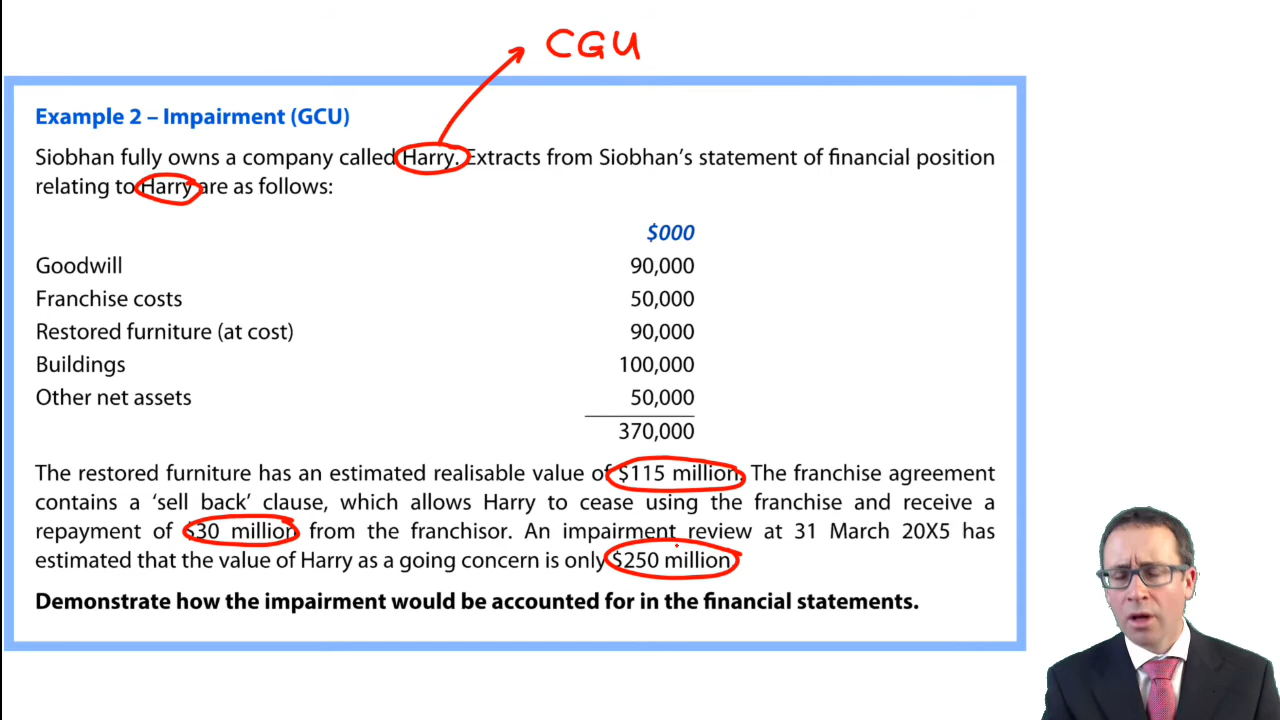 CGU
Example 2 – Impairment (GCU)
Siobhan fully owns a company called Harry. Extracts from Siobhan's statement of financial position
relating to Harry are as follows:
$000
Goodwill 90,000
Franchise costs 50,000
Restored furniture (at cost) 90,000
Buildings 100,000
Other net assets 50,000
370,000
The restored furniture has an estimated realisable value of $115 million. The franchise agreement
contains a 'sell back' clause, which allows Harry to cease using the franchise and receive a
repayment of $30 million from the franchisor. An impairment review at 31 March 20X5 has
estimated that the value of Harry as a going concern is only $250 million.
Demonstrate how the impairment would be accounted for in the financial statements.